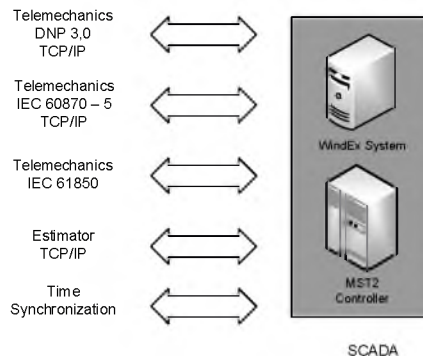 Telemechanics
DNP 3,0
TCP/IP
Telemechanics
IEC 60870 – 5
TCP/IP
Telemechanics
IEC 61850
Estimator
TCP/IP
Time
Synchronization
WindEx System
MST2
Controller
SCADA